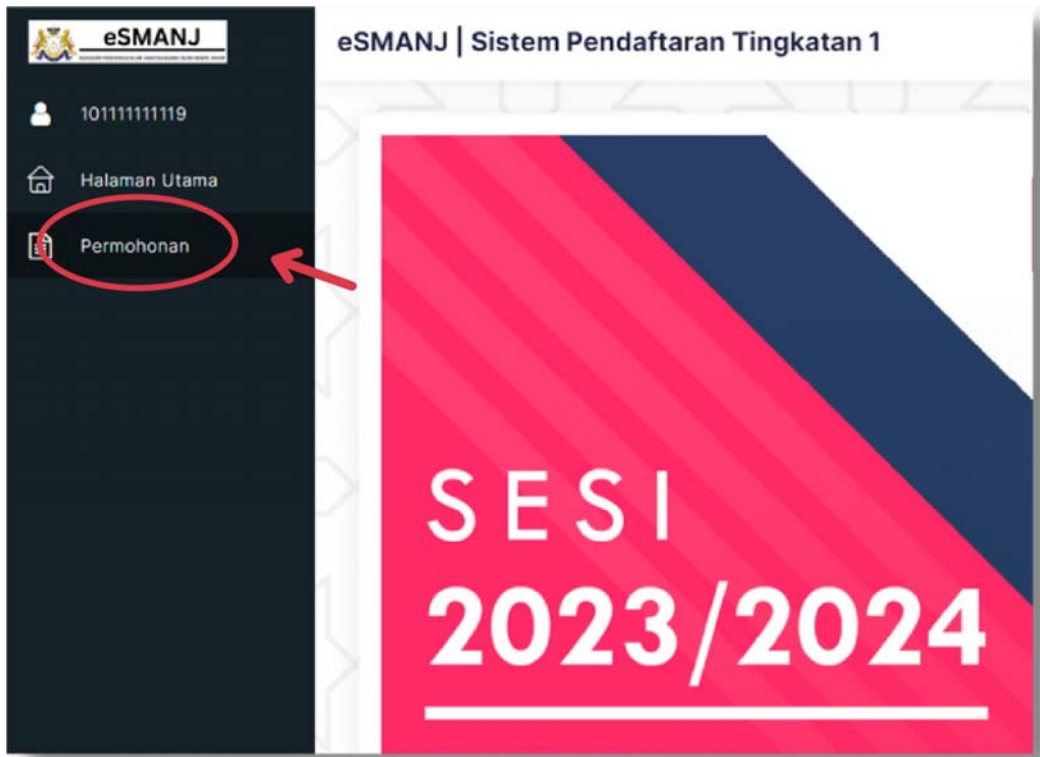 eSMANJ
eSMANJ | Sistem Pendaftaran Tingkatan 1
101111111119
Halaman Utama
Permohonan
SESI
2023/2024